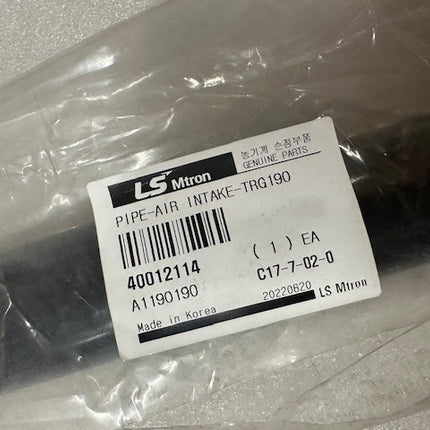 LS Mtron
농기계 순정부품
GENUINE PARTS
PIPE-AIR INTAKE-TRG190
40012114
( 1 ) EA
A1190190
C17-7-02-0
Made in Korea
20220620
LS Mtron